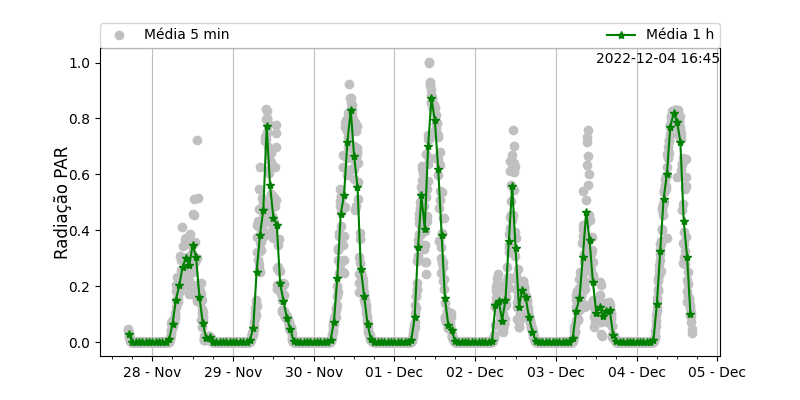 Média 5 min
Média 1 h
2022-12-04 16:45
Radiação PAR
1.0
0.8
0.6
0.4
0.2
0.0
28 - Nov
29 - Nov
30 - Nov
01 - Dec
02 - Dec
03 - Dec
04 - Dec
05 - Dec